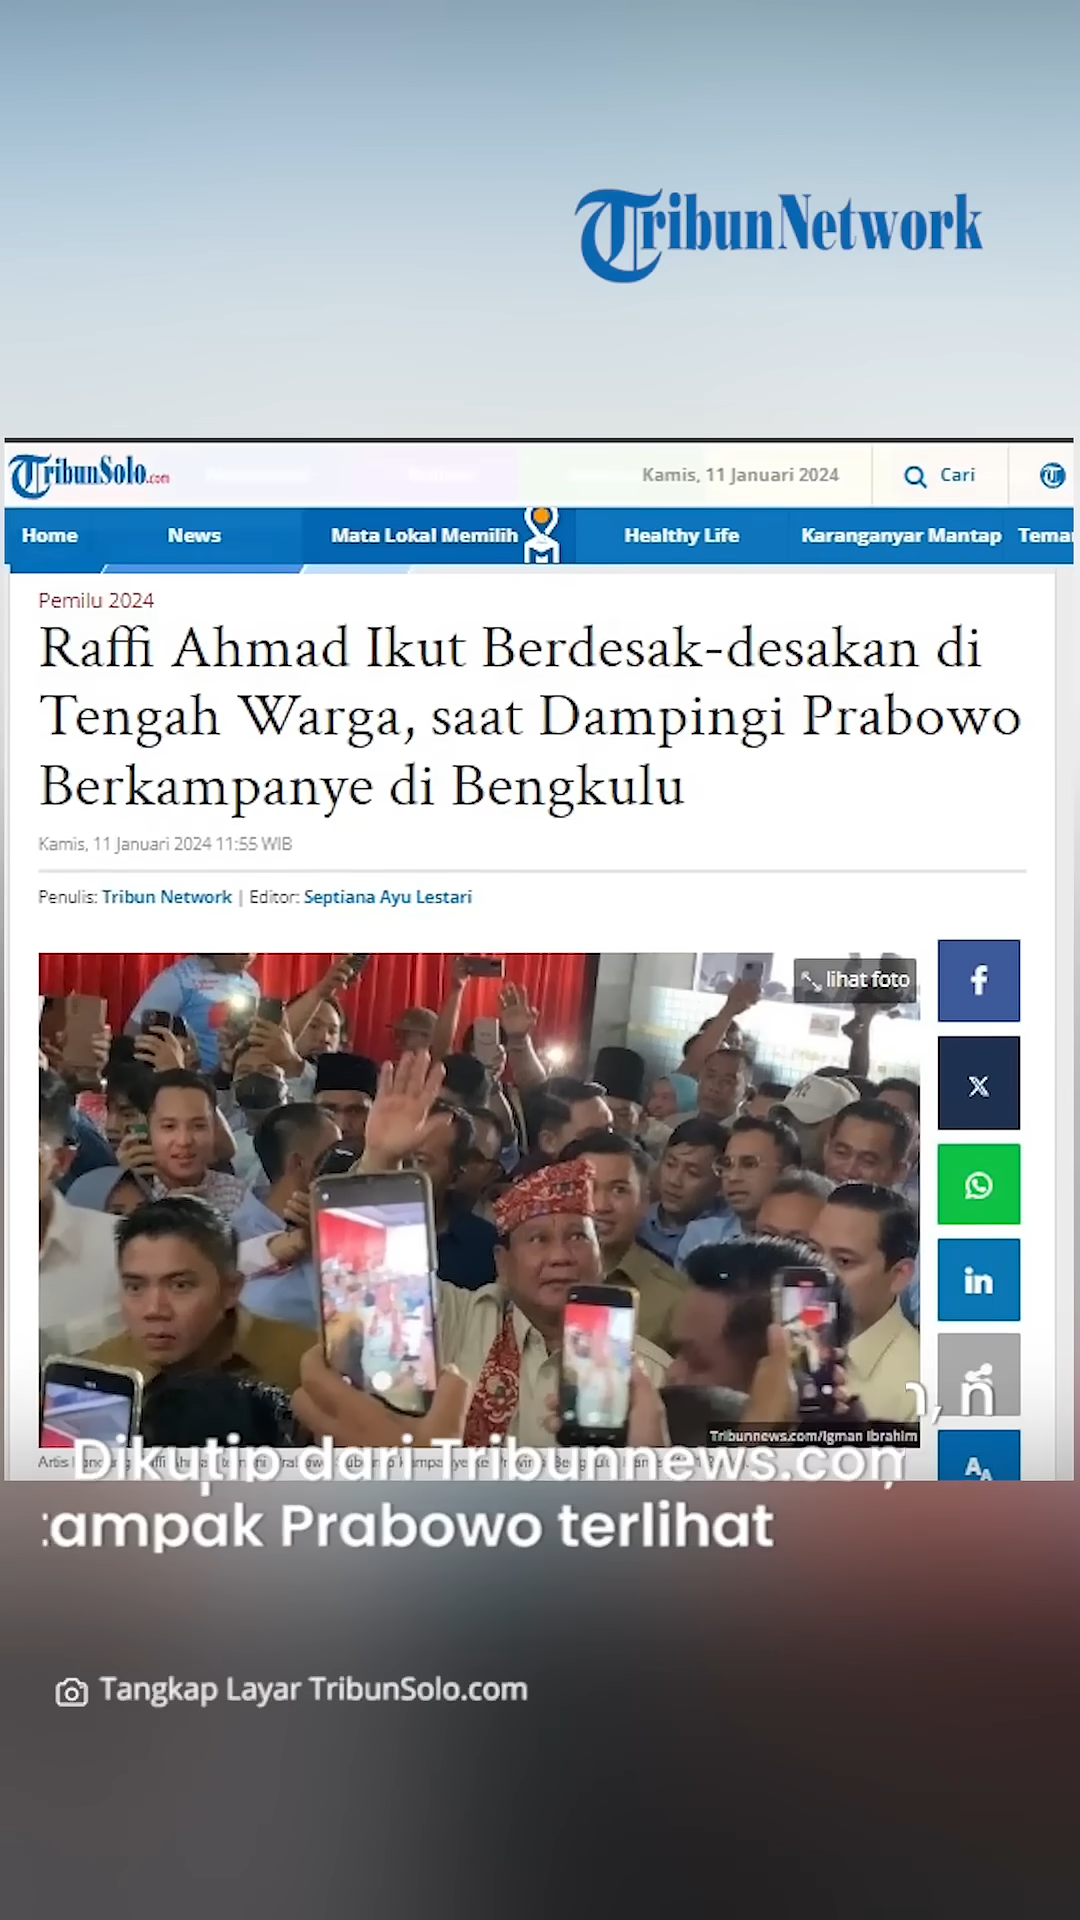 TribunNetwork
TribunSolo.com
Kamis, 11 Januari 2024
Cari
Home
News
Mata Lokal Memilih
Healthy Life
Karanganyar Mantap
Pemilu 2024
Raffi Ahmad Ikut Berdesak-desakan di
Tengah Warga, saat Dampingi Prabowo
Berkampanye di Bengkulu
Kamis, 11 Januari 2024 11:55 WIB
Penulis: Tribun Network | Editor: Septiana Ayu Lestari
lihat foto
Tribunnews.com/Igman Ibrahim
Dikutip dari Tribunnews.com,
tampak Prabowo terlihat
Tangkap Layar TribunSolo.com